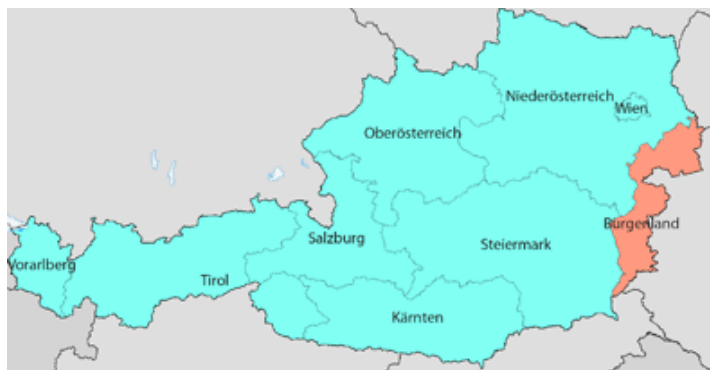 Niederösterreich
Wien
Oberösterreich
Burgenland
Salzburg
Steiermark
Vorarlberg
Tirol
Kärnten